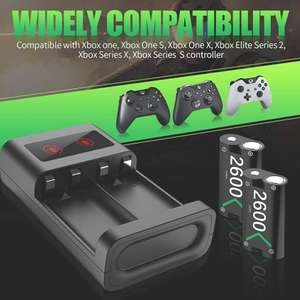 WIDELY COMPATIBILITY
Compatible with Xbox one, Xbox One S, Xbox One X, Xbox Elite Series 2,
Xbox Series X, Xbox Series S controller
2600
2600